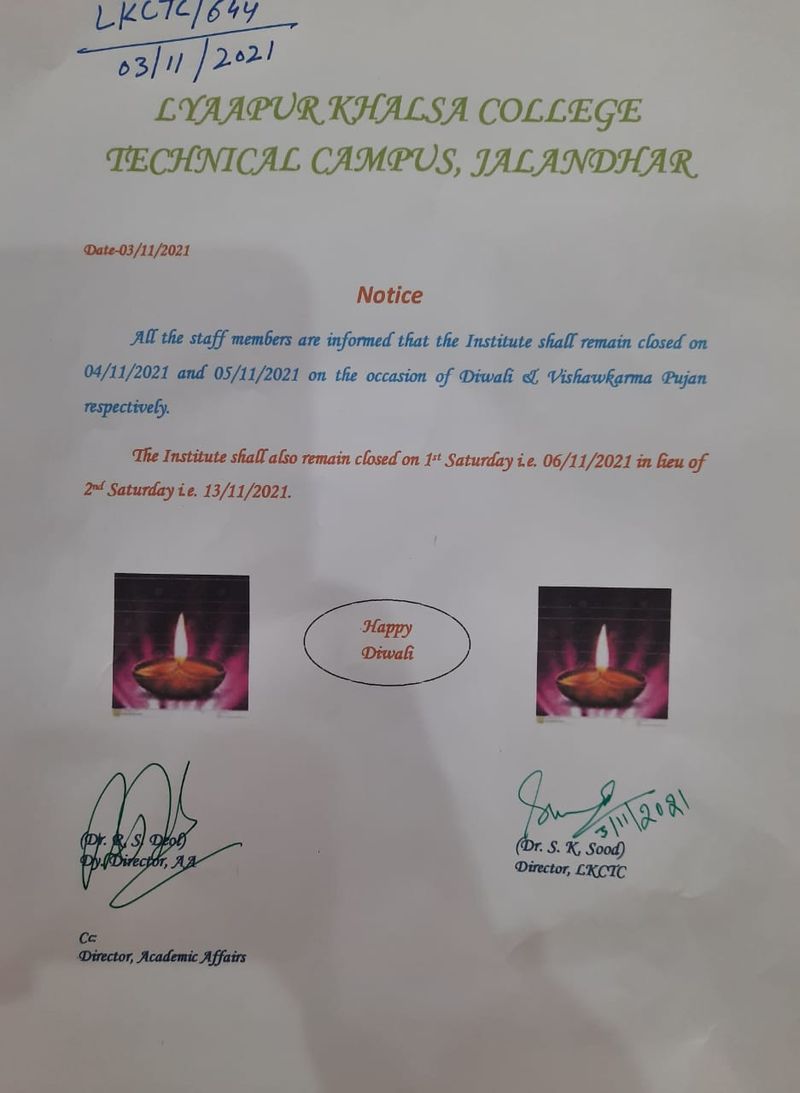 LKCTC/644
03/11/2021
LYAAPUR KHALSA COLLEGE
TECHNICAL CAMPUS, JALANDHAR
Date-03/11/2021
Notice
All the staff members are informed that the Institute shall remain closed on
04/11/2021 and 05/11/2021 on the occasion of Diwali & Vishawkarma Pujan
respectively.
The Institute shall also remain closed on 1st Saturday i.e. 06/11/2021 in lieu of
2nd Saturday i.e. 13/11/2021.
Happy
Diwali
3/11/2021
(Dr. R. S. Deol)
Dy. Director, AA
(Dr. S. K. Sood)
Director, LKCTC
Cc
Director, Academic Affairs